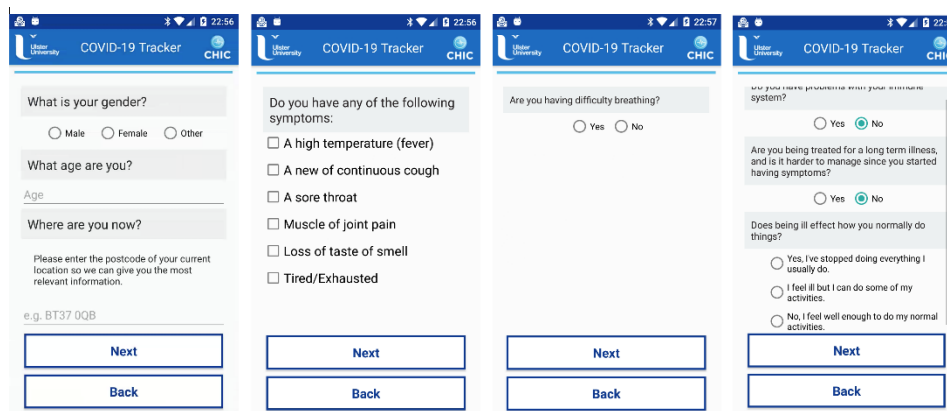 22:56
Ulster
University
COVID-19 Tracker
CHIC
What is your gender?
Male Female Other
What age are you?
Age
Where are you now?
Please enter the postcode of your current
location so we can give you the most
relevant information.
e.g. BT37 0QB
Next
Back
22:56
Ulster
University
COVID-19 Tracker
CHIC
Do you have any of the following
symptoms:
A high temperature (fever)
A new of continuous cough
A sore throat
Muscle of joint pain
Loss of taste of smell
Tired/Exhausted
Next
Back
22:57
Ulster
University
COVID-19 Tracker
CHIC
Are you having difficulty breathing?
Yes No
Next
Back
Ulster
University
COVID-19 Tracker
Do you have problems with your immune
system?
Yes No
Are you being treated for a long term illness,
and is it harder to manage since you started
having symptoms?
Yes No
Does being ill effect how you normally do
things?
Yes, I've stopped doing everything I
usually do.
I feel ill but I can do some of my
activities.
No, I feel well enough to do my normal
activities.
Next
Back